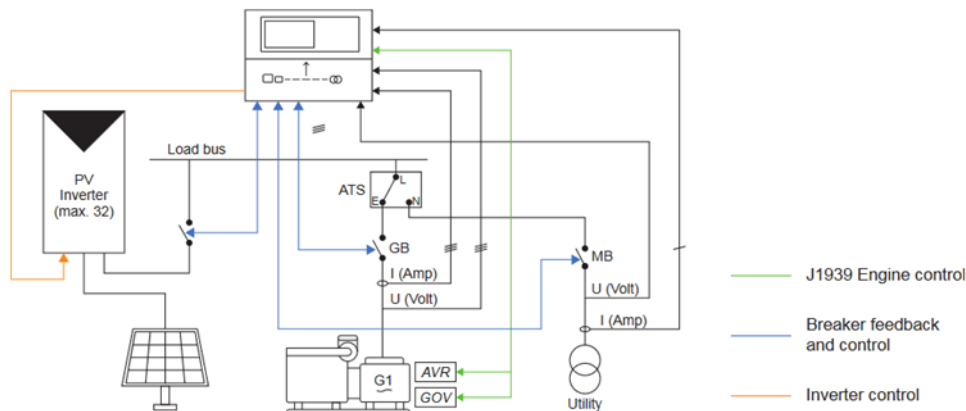 Load bus
PV
Inverter
(max. 32)
ATS
L
E
N
GB
MB
I (Amp)
U (Volt)
U (Volt)
I (Amp)
G1
AVR
GOV
Utility
J1939 Engine control
Breaker feedback
and control
Inverter control